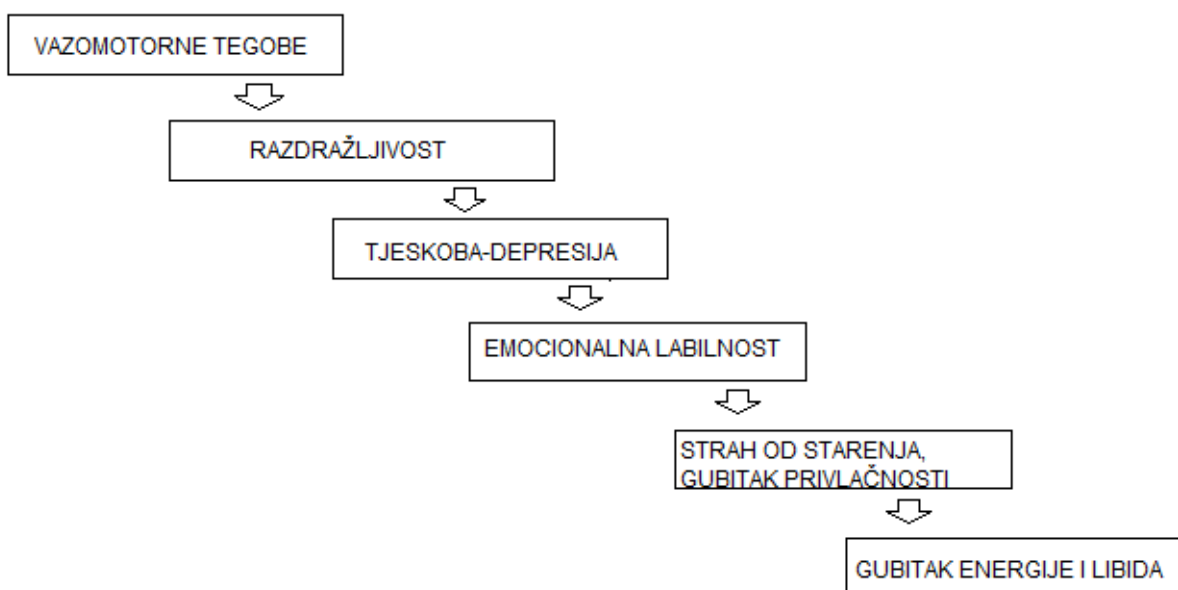 VAZOMOTORNE TEGOBE
RAZDRAŽLJIVOST
TJESKOBA-DEPRESIJA
EMOCIONALNA LABILNOST
STRAH OD STARENJA,
GUBITAK PRIVLAČNOSTI
GUBITAK ENERGIJE I LIBIDA